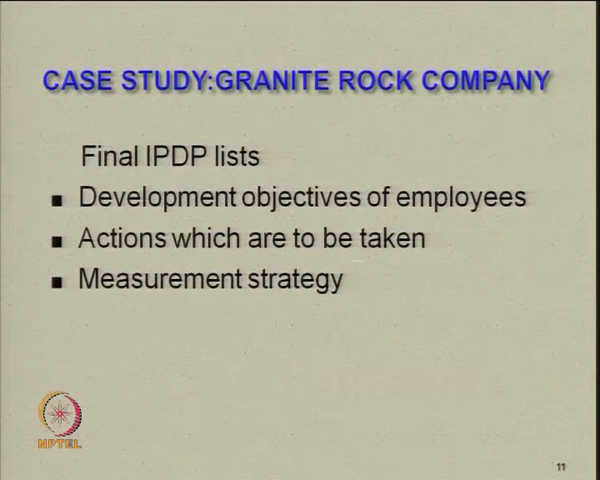 CASE STUDY:GRANITE ROCK COMPANY
Final IPDP lists
Development objectives of employees
Actions which are to be taken
Measurement strategy
NPTEL
11